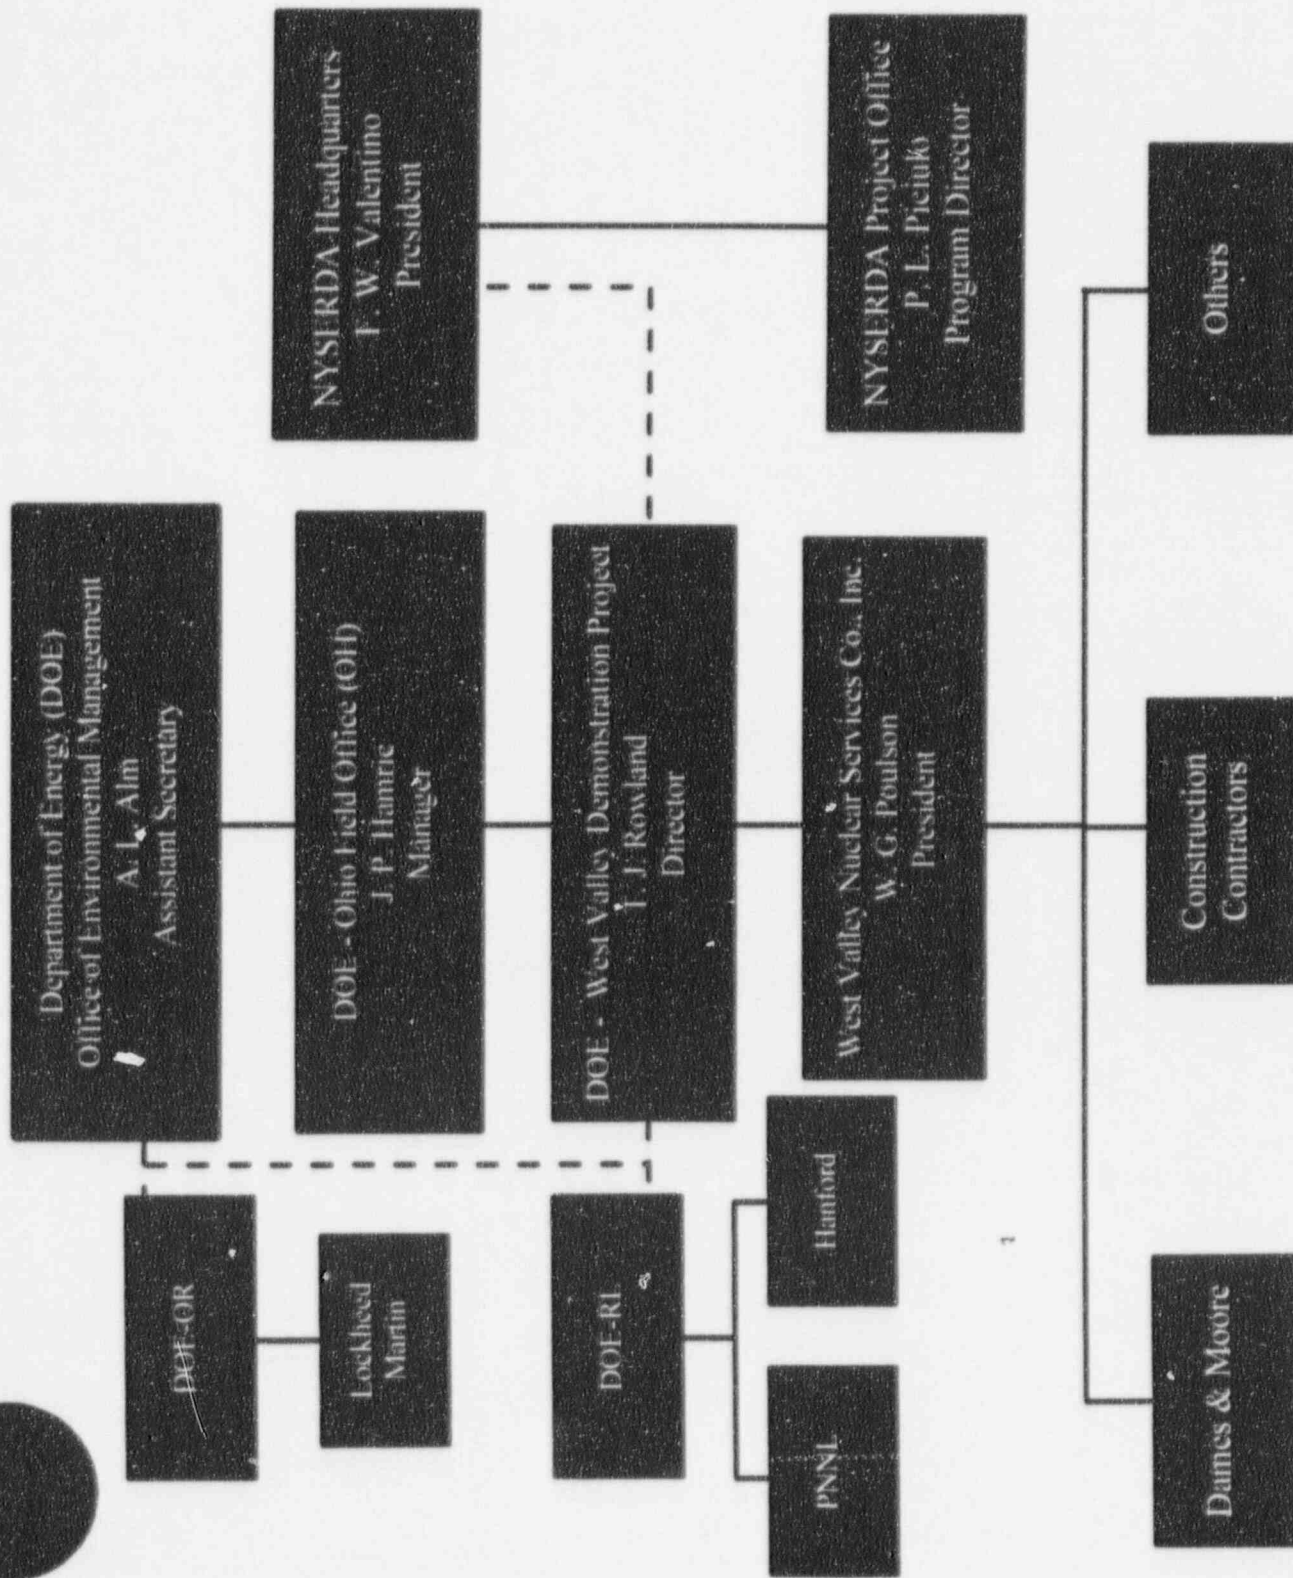 Department of Energy (DOE)
Office of Environmental Management
A. L. Alm
Assistant Secretary
DOE-OR
Lockheed
Martin
DOE - Ohio Field Office (OH)
J. P. Hamric
Manager
NYSERDA Headquarters
F. W. Valentino
President
DOE-RL
DOE - West Valley Demonstration Project
T. J. Rowland
Director
PNNL
Hanford
West Valley Nuclear Services Co., Inc.
W. G. Poulson
President
NYSERDA Project Office
P. L. Piciulo
Program Director
Dames & Moore
Construction
Contractors
Others